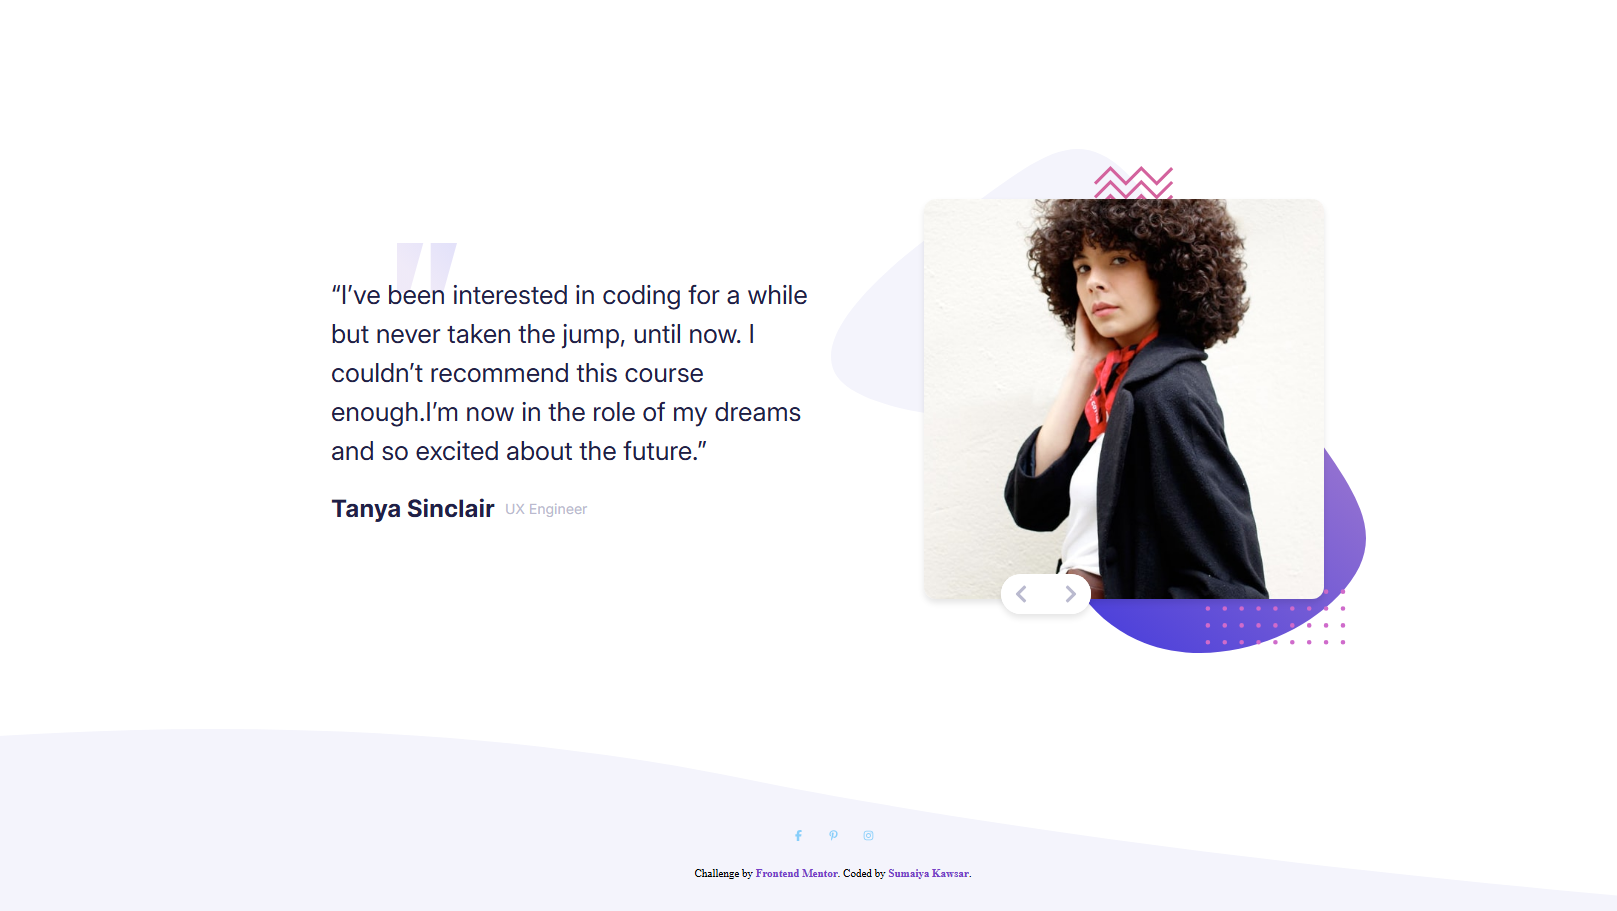 “I’ve been interested in coding for a while
but never taken the jump, until now. I
couldn’t recommend this course
enough.I’m now in the role of my dreams
and so excited about the future.”
Tanya Sinclair UX Engineer
Challenge by Frontend Mentor. Coded by Sumaiya Kawsar.